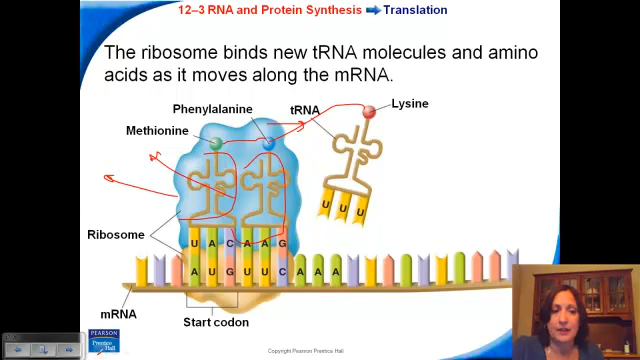 12–3 RNA and Protein Synthesis Translation
The ribosome binds new tRNA molecules and amino
acids as it moves along the mRNA.
Phenylalanine
tRNA
Lysine
Methionine
U U U
Ribosome
U A C A A G
A U G U U C A A A
mRNA
Start codon
PEARSON
Prentice
Hall
Copyright Pearson Prentice Hall